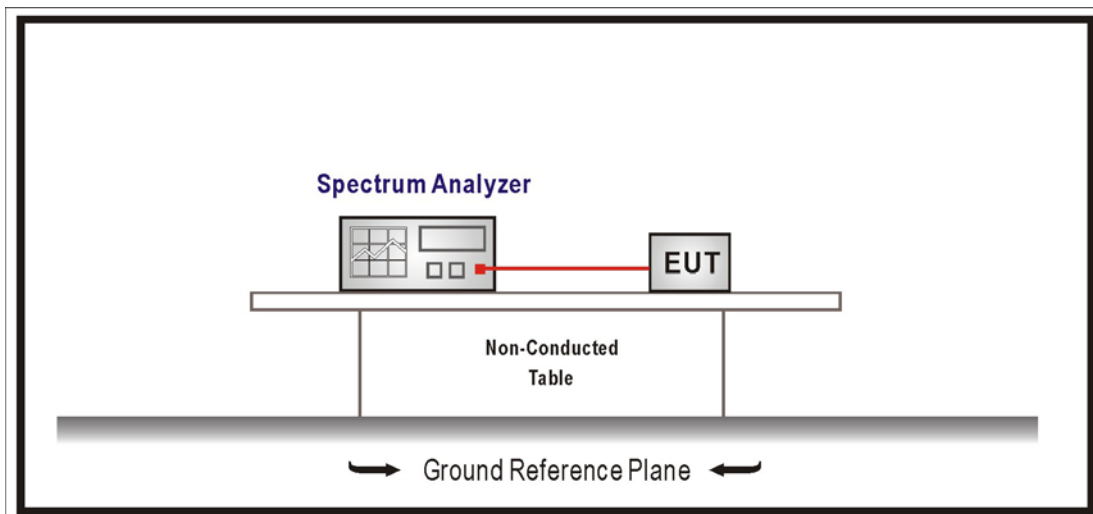 Spectrum Analyzer
EUT
Non-Conducted
Table
Ground Reference Plane